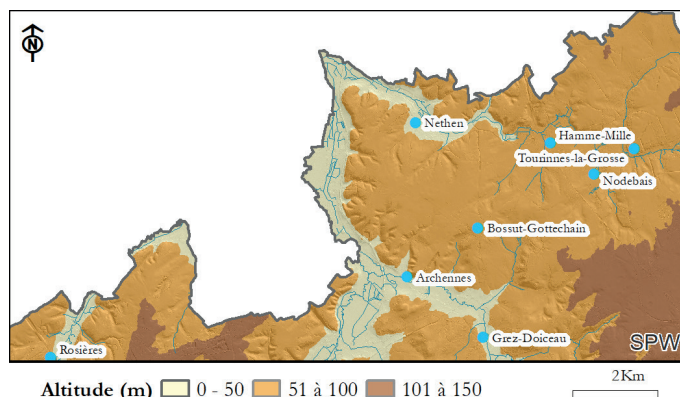 N
Nethen
Hamme-Mille
Tourinnes-la-Grosse
Nodebais
Bossut-Gottechain
Archennes
Grez-Doiceau
SPW
Rosières
2Km
Altitude (m) 0 - 50 51 à 100 101 à 150